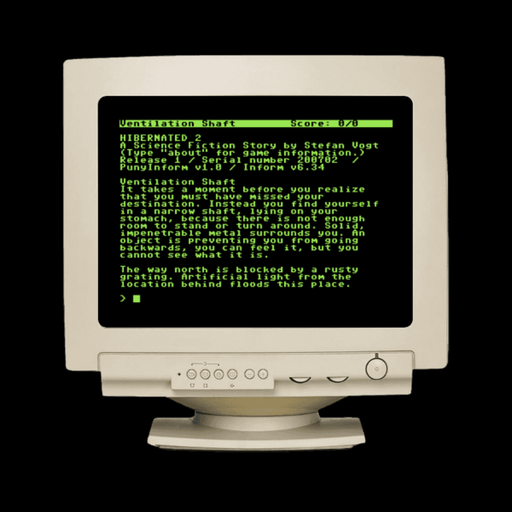 Ventilation Shaft Score: 0/0
HIBERNATED 2
A Science Fiction Story by Stefan Vogt
(Type "about" for game information.)
Release 1 / Serial number 200702 /
PunyInform v1.0 / Inform v6.34
Ventilation Shaft
It takes a moment before you realize
that you must have missed your
destination. Instead you find yourself
in a narrow shaft, lying on your
stomach, because there is not enough
room to stand or turn around. Solid,
impenetrable metal surrounds you. An
object is preventing you from going
backwards, you can feel it, but you
cannot see what it is.
The way north is blocked by a rusty
grating. Artificial light from the
location behind floods this place.
>